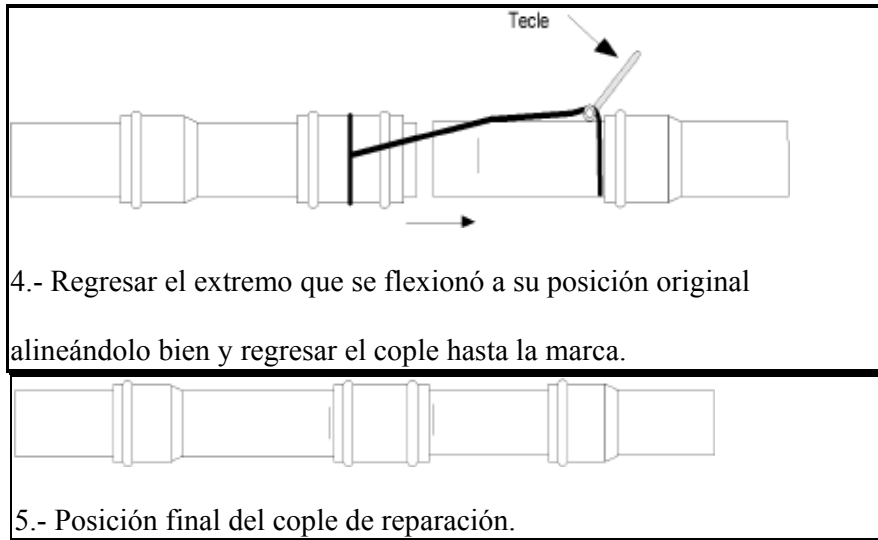 Tecle
4.- Regresar el extremo que se flexionó a su posición original
alineándolo bien y regresar el cople hasta la marca.
5.- Posición final del cople de reparación.